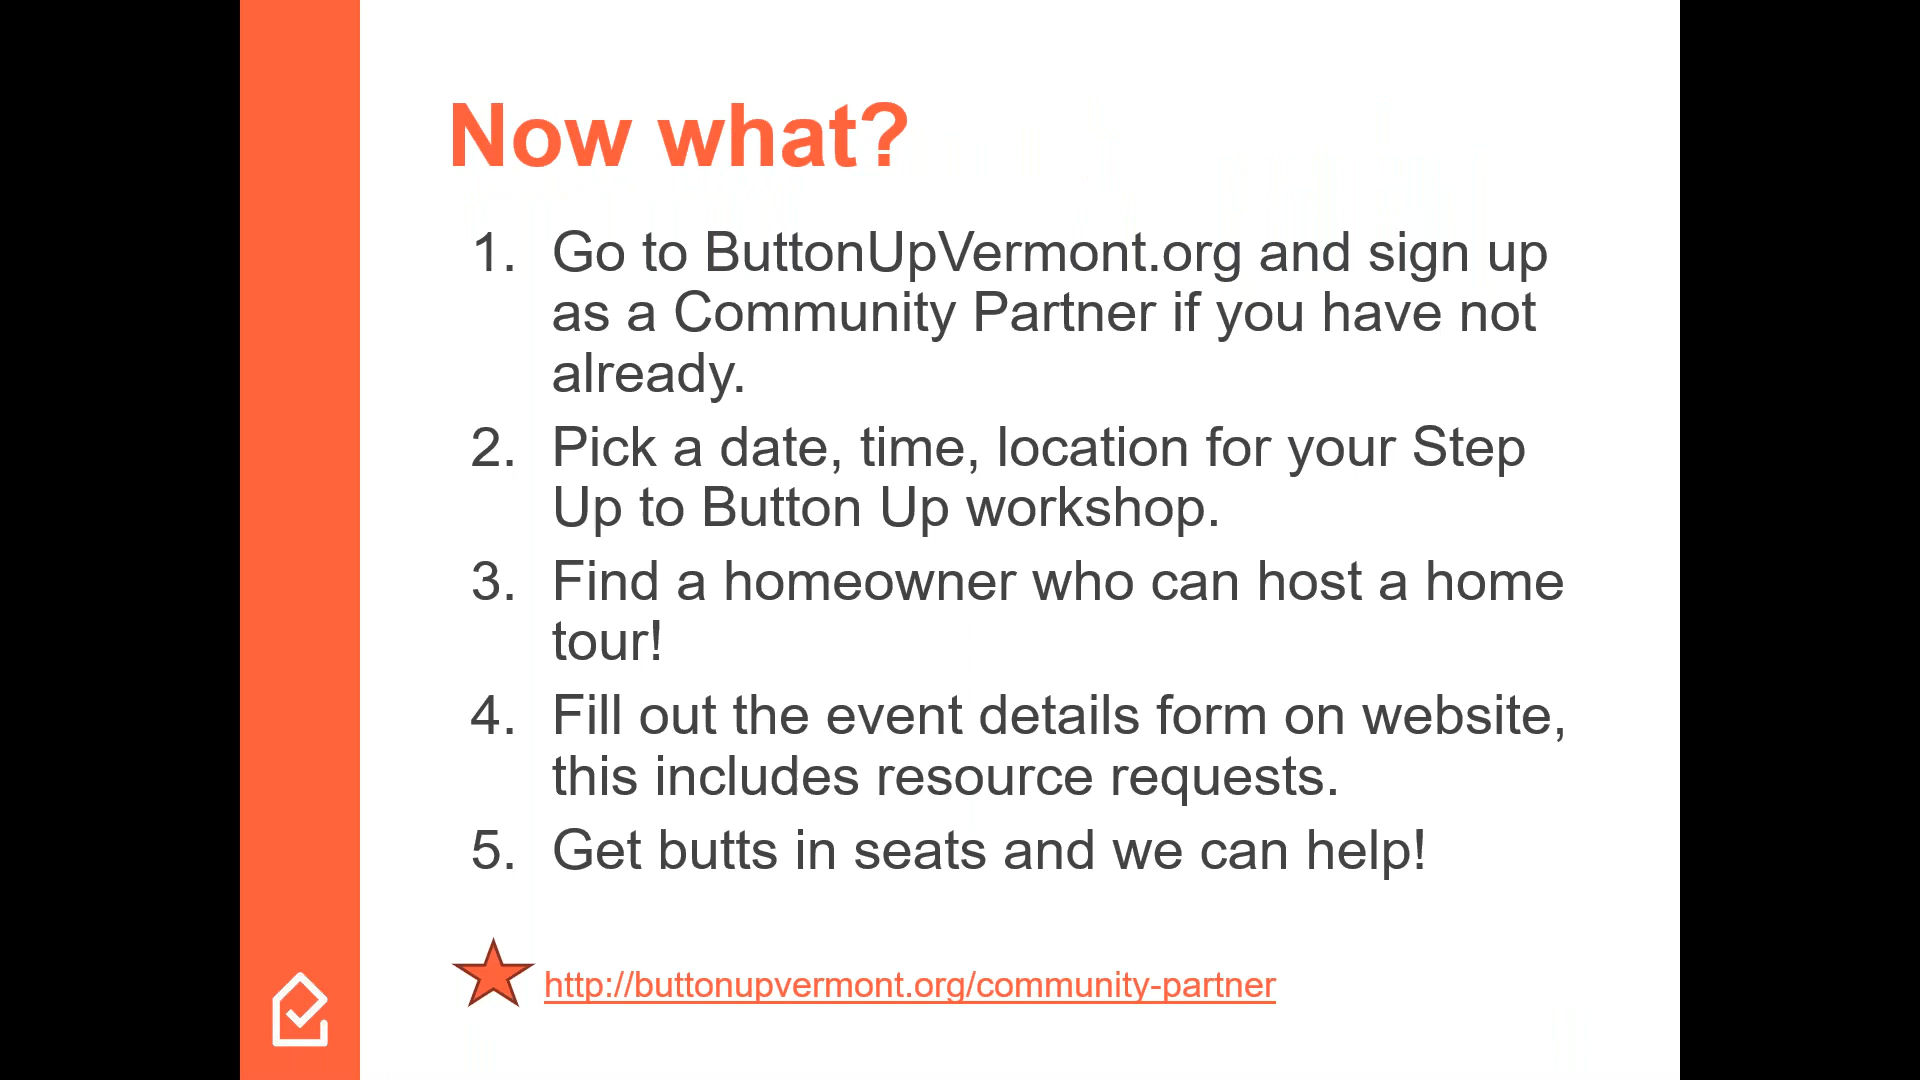 Now what?
1. Go to ButtonUpVermont.org and sign up
as a Community Partner if you have not
already.
2. Pick a date, time, location for your Step
Up to Button Up workshop.
3. Find a homeowner who can host a home
tour!
4. Fill out the event details form on website,
this includes resource requests.
5. Get butts in seats and we can help!
http://buttonupvermont.org/community-partner